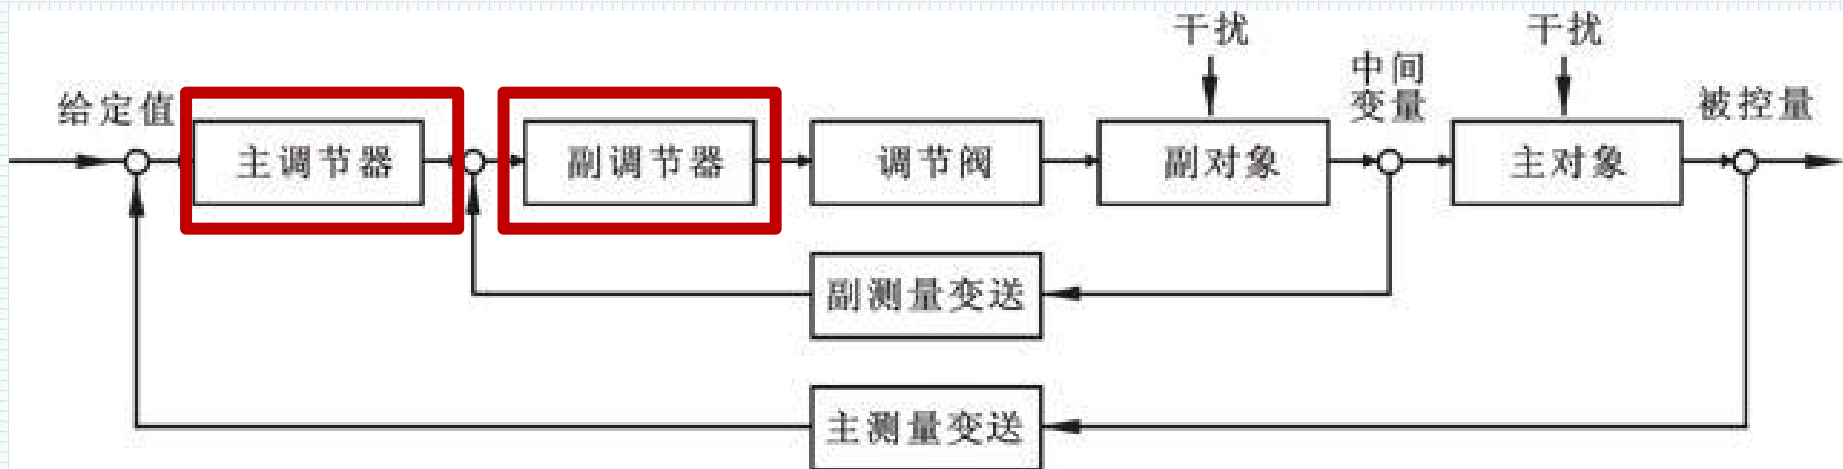 干扰
干扰
给定值
中间
变量
被控量
主调节器
副调节器
调节阀
副对象
主对象
副测量变送
主测量变送